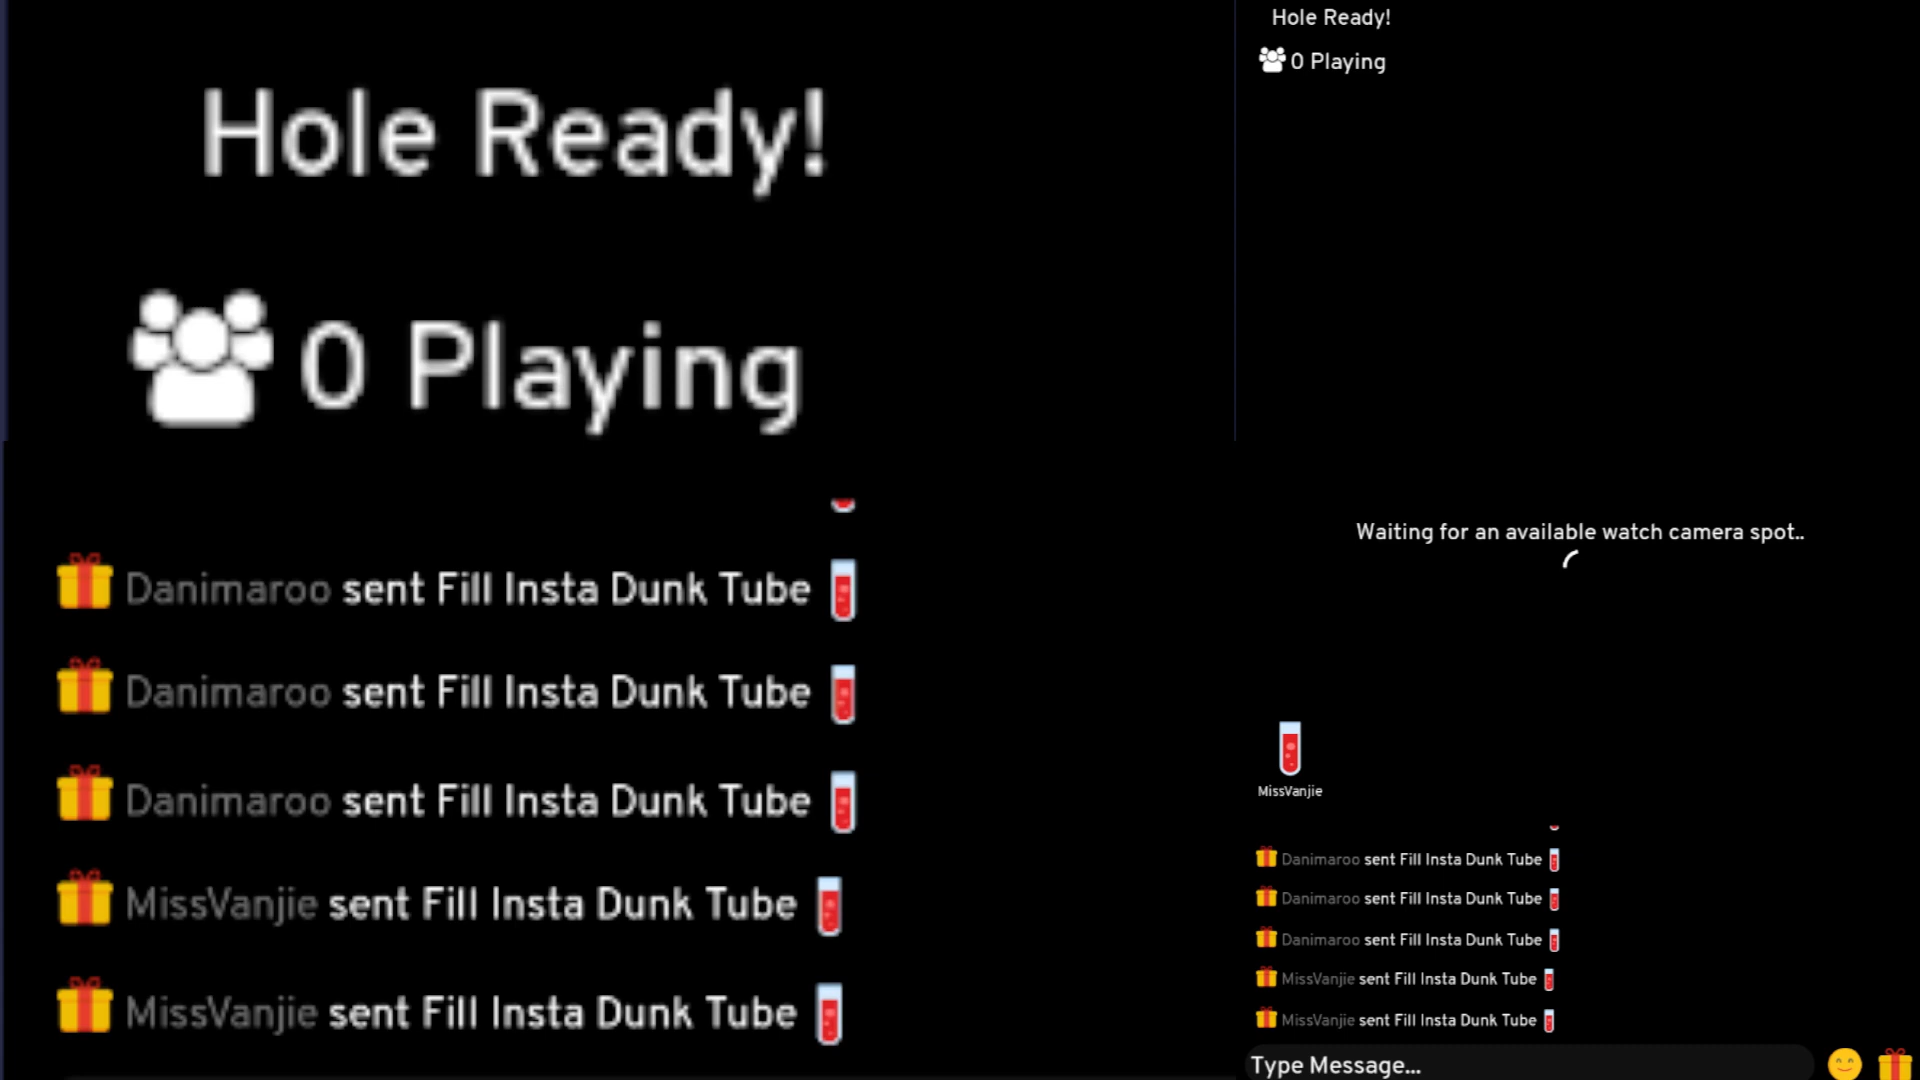 Hole Ready!
0 Playing
Danimaroo sent Fill Insta Dunk Tube
Danimaroo sent Fill Insta Dunk Tube
Danimaroo sent Fill Insta Dunk Tube
MissVanjie sent Fill Insta Dunk Tube
MissVanjie sent Fill Insta Dunk Tube
Hole Ready!
0 Playing
Waiting for an available watch camera spot..
MissVanjie
Danimaroo sent Fill Insta Dunk Tube
Danimaroo sent Fill Insta Dunk Tube
Danimaroo sent Fill Insta Dunk Tube
MissVanjie sent Fill Insta Dunk Tube
MissVanjie sent Fill Insta Dunk Tube
Type Message...